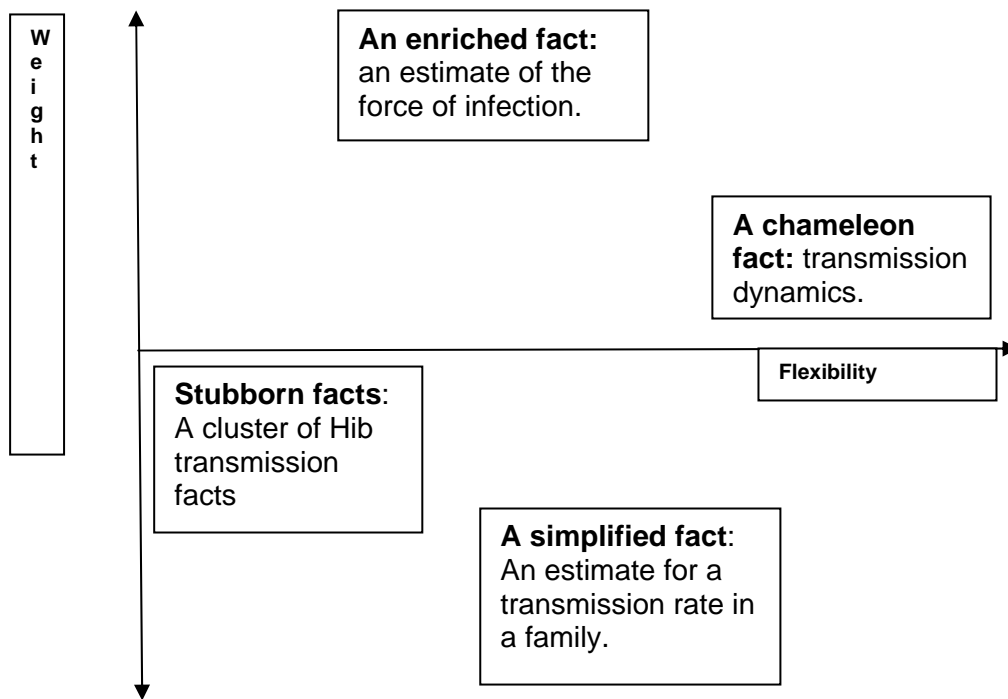 W
e
i
g
h
t
An enriched fact:
an estimate of the
force of infection.
A chameleon
fact: transmission
dynamics.
Flexibility
Stubborn facts:
A cluster of Hib
transmission
facts
A simplified fact:
An estimate for a
transmission rate in
a family.